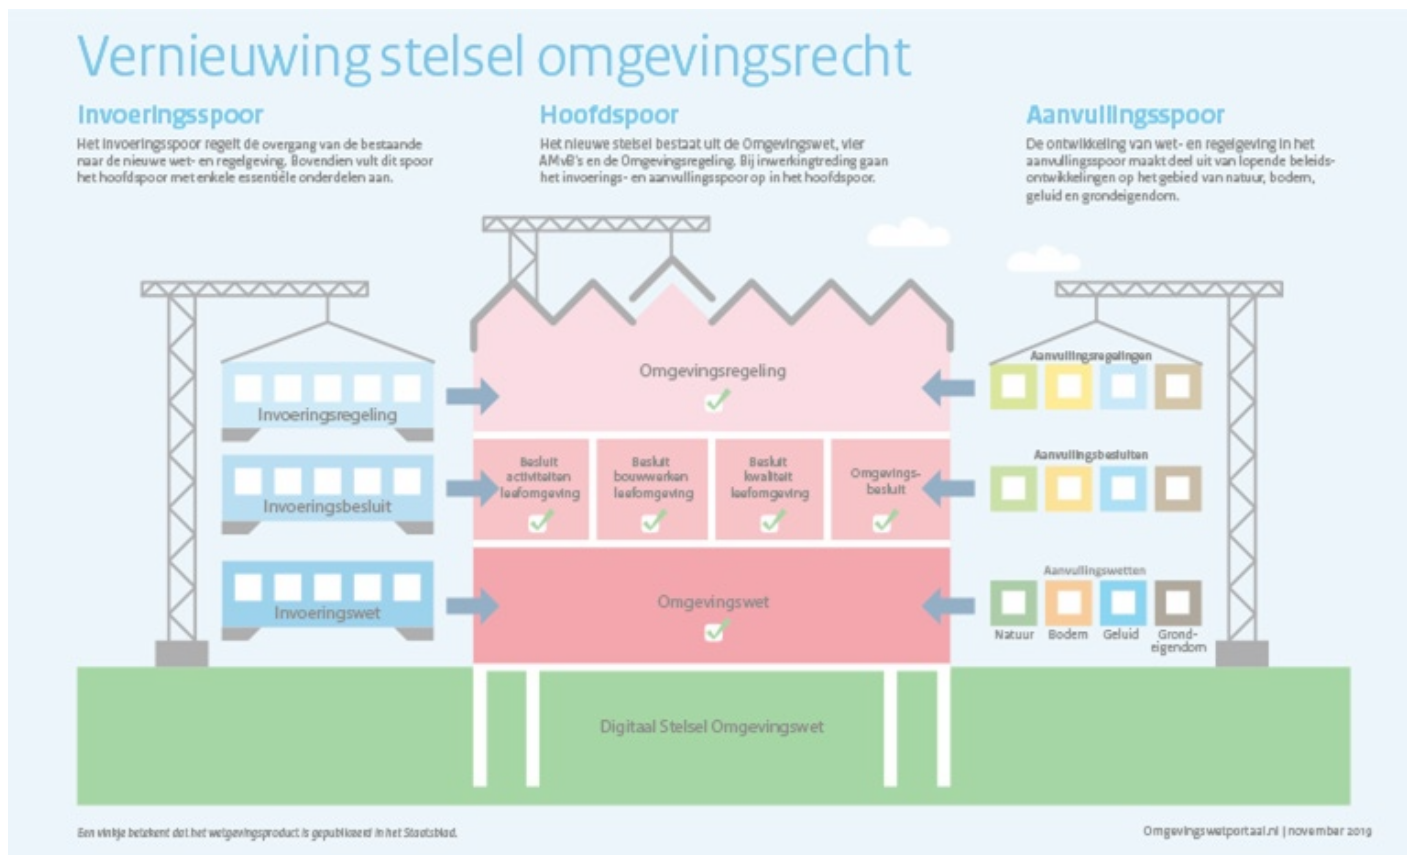 Vernieuwing stelsel omgevingsrecht
Invoeringsspoor
Het invoeringsspoor regelt de overgang van de bestaande
naar de nieuwe wet- en regelgeving. Bovendien vult dit spoor
het hoofdspoor met enkele essentiële onderdelen aan.
Hoofdspoor
Het nieuwe stelsel bestaat uit de Omgevingswet, vier
AMvB's en de Omgevingsregeling. Bij inwerkingtreding gaan
het invoerings- en aanvullingsspoor op in het hoofdspoor.
Aanvullingsspoor
De ontwikkeling van wet- en regelgeving in het
aanvullingsspoor maakt deel uit van lopende beleids-
ontwikkelingen op het gebied van natuur, bodem,
geluid en grondeigendom.
Invoeringsregeling
Invoeringsbesluit
Invoeringswet
Omgevingsregeling
Besluit
activiteiten
leefomgeving
Besluit
bouwwerken
leefomgeving
Besluit
kwaliteit
leefomgeving
Omgevings-
besluit
Omgevingswet
Digitaal Stelsel Omgevingswet
Aanvullingsregelingen
Aanvullingsbesluiten
Aanvullingswetten
Natuur
Bodem
Geluid
Grond-
eigendom
Een vinkje betekent dat het wetgevingsproduct is gepubliceerd in het Staatsblad.
Omgevingswetportaal.nl | november 2019